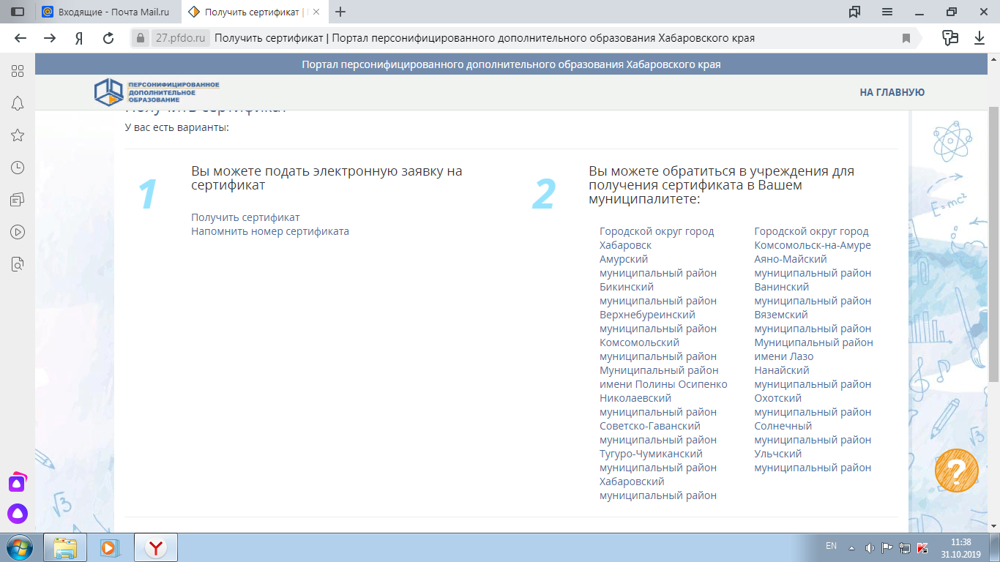 Входящие - Почта Mail.ru
Получить сертификат |
27.pfdo.ru
Получить сертификат | Портал персонифицированного дополнительного образования Хабаровского края
Портал персонифицированного дополнительного образования Хабаровского края
ПЕРСОНИФИЦИРОВАННОЕ
ДОПОЛНИТЕЛЬНОЕ
ОБРАЗОВАНИЕ
НА ГЛАВНУЮ
Получить сертификат
У вас есть варианты:
1
Вы можете подать электронную заявку на
сертификат
Получить сертификат
Напомнить номер сертификата
2
Вы можете обратиться в учреждения для
получения сертификата в Вашем
муниципалитете:
Городской округ город
Хабаровск
Амурский
муниципальный район
Бикинский
муниципальный район
Верхнебуреинский
муниципальный район
Комсомольский
муниципальный район
Муниципальный район
имени Полины Осипенко
Николаевский
муниципальный район
Советско-Гаванский
муниципальный район
Тугуро-Чумиканский
муниципальный район
Хабаровский
муниципальный район
Городской округ город
Комсомольск-на-Амуре
Аяно-Майский
муниципальный район
Ванинский
муниципальный район
Вяземский
муниципальный район
Муниципальный район
имени Лазо
Нанайский
муниципальный район
Охотский
муниципальный район
Солнечный
муниципальный район
Ульчский
муниципальный район
E=mc²
√3
√3
?
EN
11:38
31.10.2019